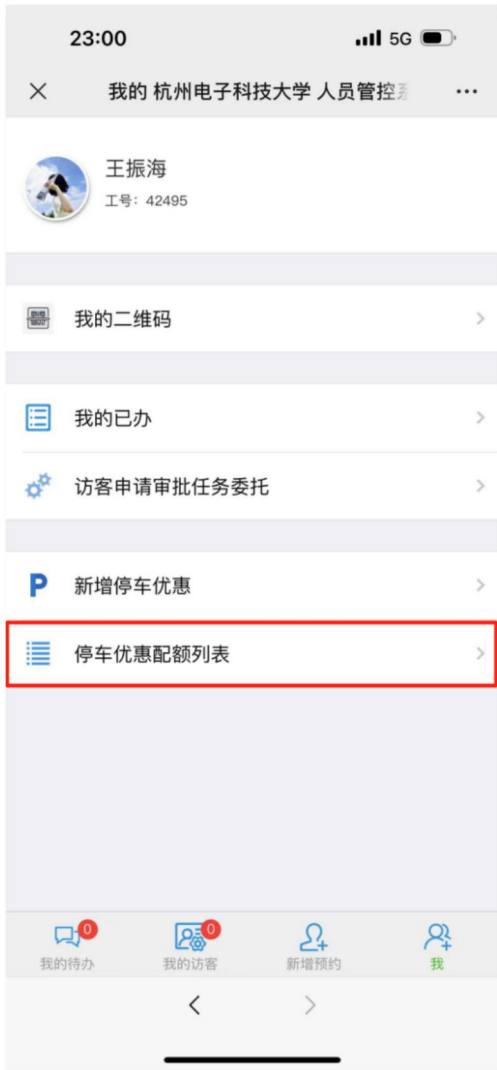 23:00
5G
我的 杭州电子科技大学 人员管控系
王振海
工号：42495
我的二维码
我的已办
访客申请审批任务委托
P 新增停车优惠
停车优惠配额列表
0 0
我的待办 我的访客 新增预约 我